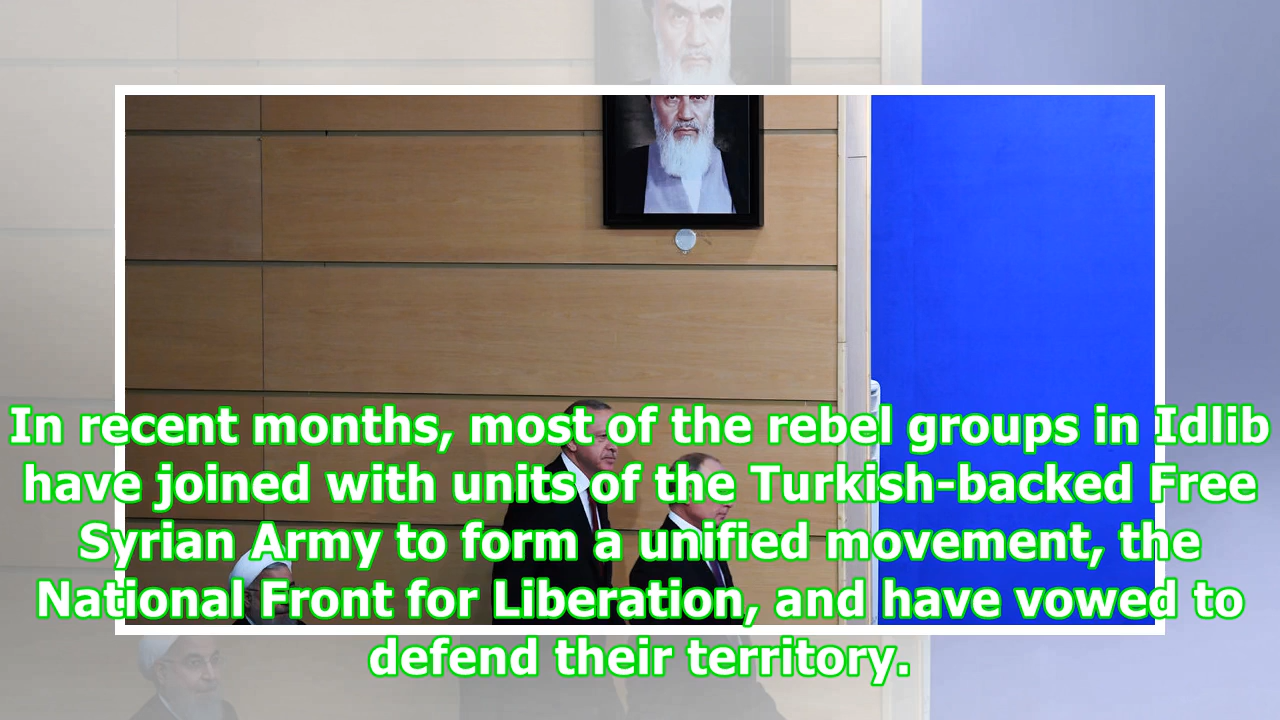 In recent months, most of the rebel groups in Idlib
have joined with units of the Turkish-backed Free
Syrian Army to form a unified movement, the
National Front for Liberation, and have vowed to
defend their territory.